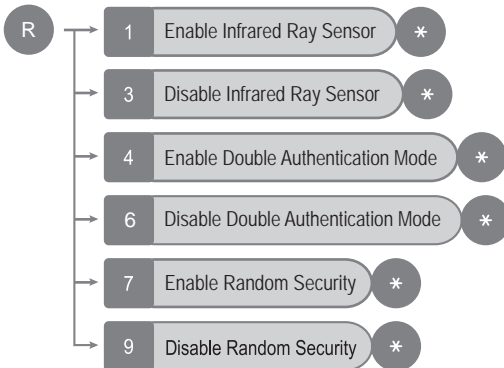 R
1 Enable Infrared Ray Sensor *
3 Disable Infrared Ray Sensor *
4 Enable Double Authentication Mode *
6 Disable Double Authentication Mode *
7 Enable Random Security *
9 Disable Random Security *